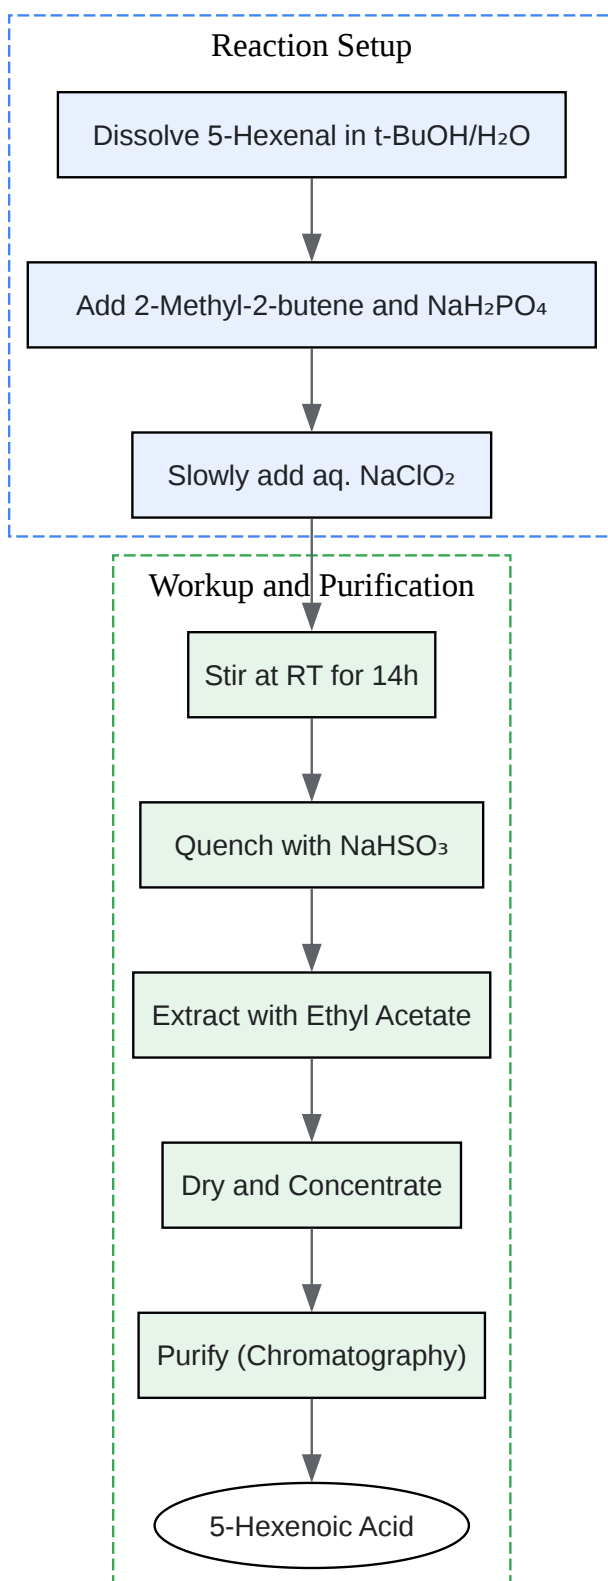 Reaction Setup
Dissolve 5-Hexenal in t-BuOH/H₂O
Add 2-Methyl-2-butene and NaH₂PO₄
Slowly add aq. NaClO₂
Workup and Purification
Stir at RT for 14h
Quench with NaHSO₃
Extract with Ethyl Acetate
Dry and Concentrate
Purify (Chromatography)
5-Hexenoic Acid